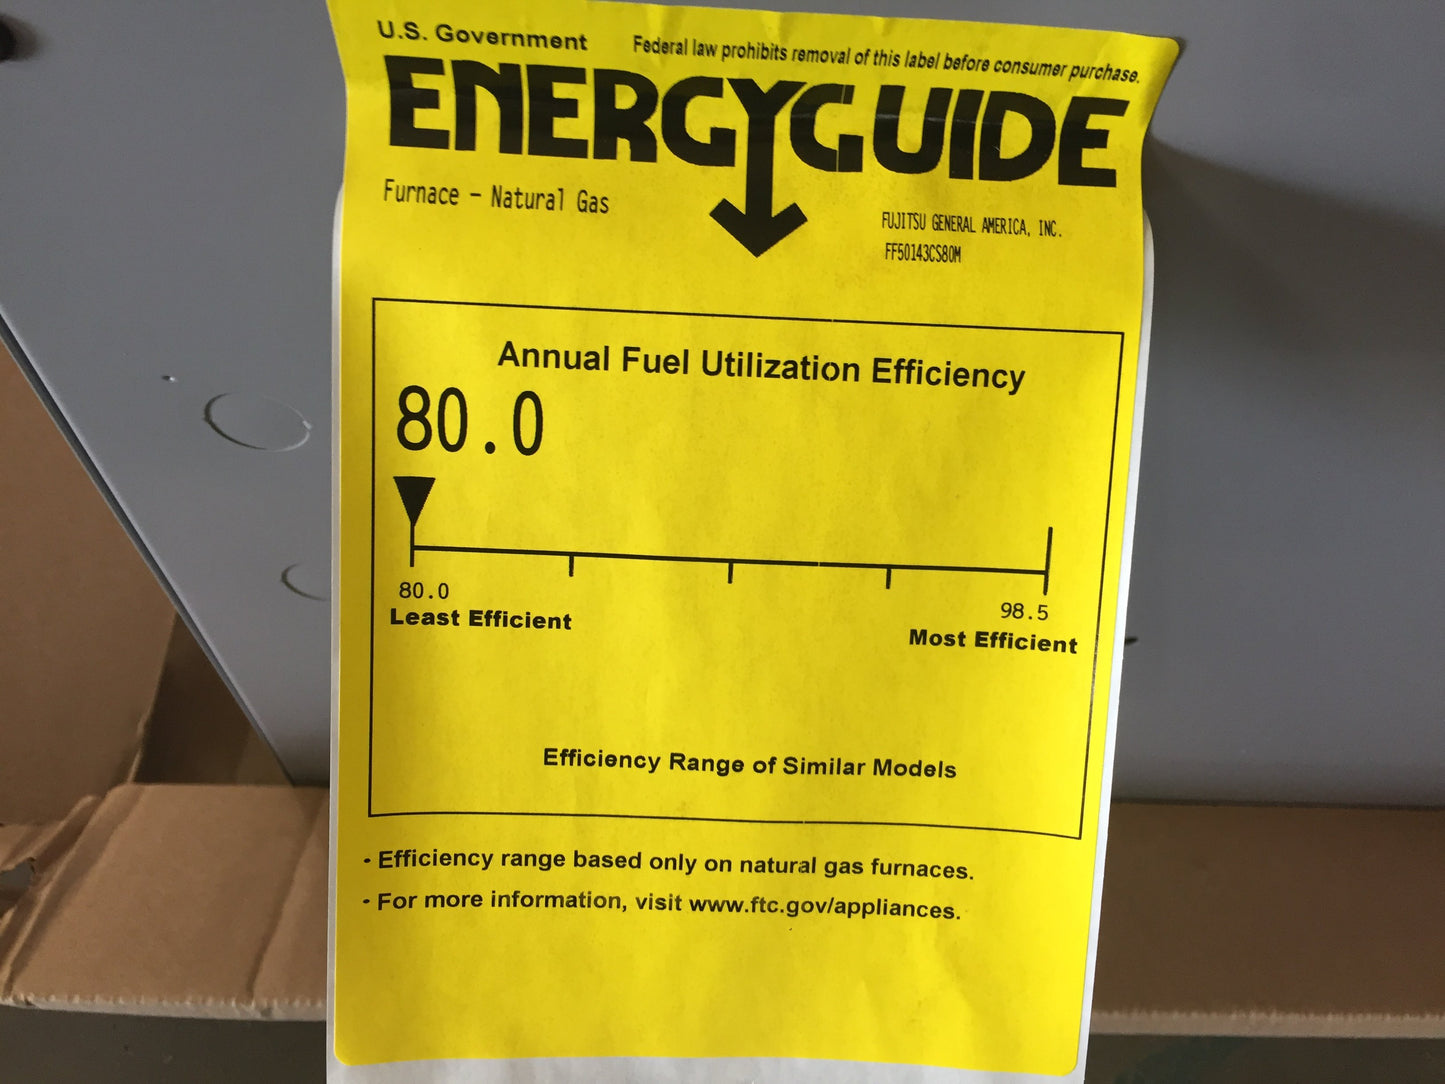 U.S. Government
Federal law prohibits removal of this label before consumer purchase.
ENERGYGUIDE
Furnace - Natural Gas
FUJITSU GENERAL AMERICA, INC.
FF50143CS80M
Annual Fuel Utilization Efficiency
80.0
80.0
Least Efficient
98.5
Most Efficient
Efficiency Range of Similar Models
• Efficiency range based only on natural gas furnaces.
• For more information, visit www.ftc.gov/appliances.